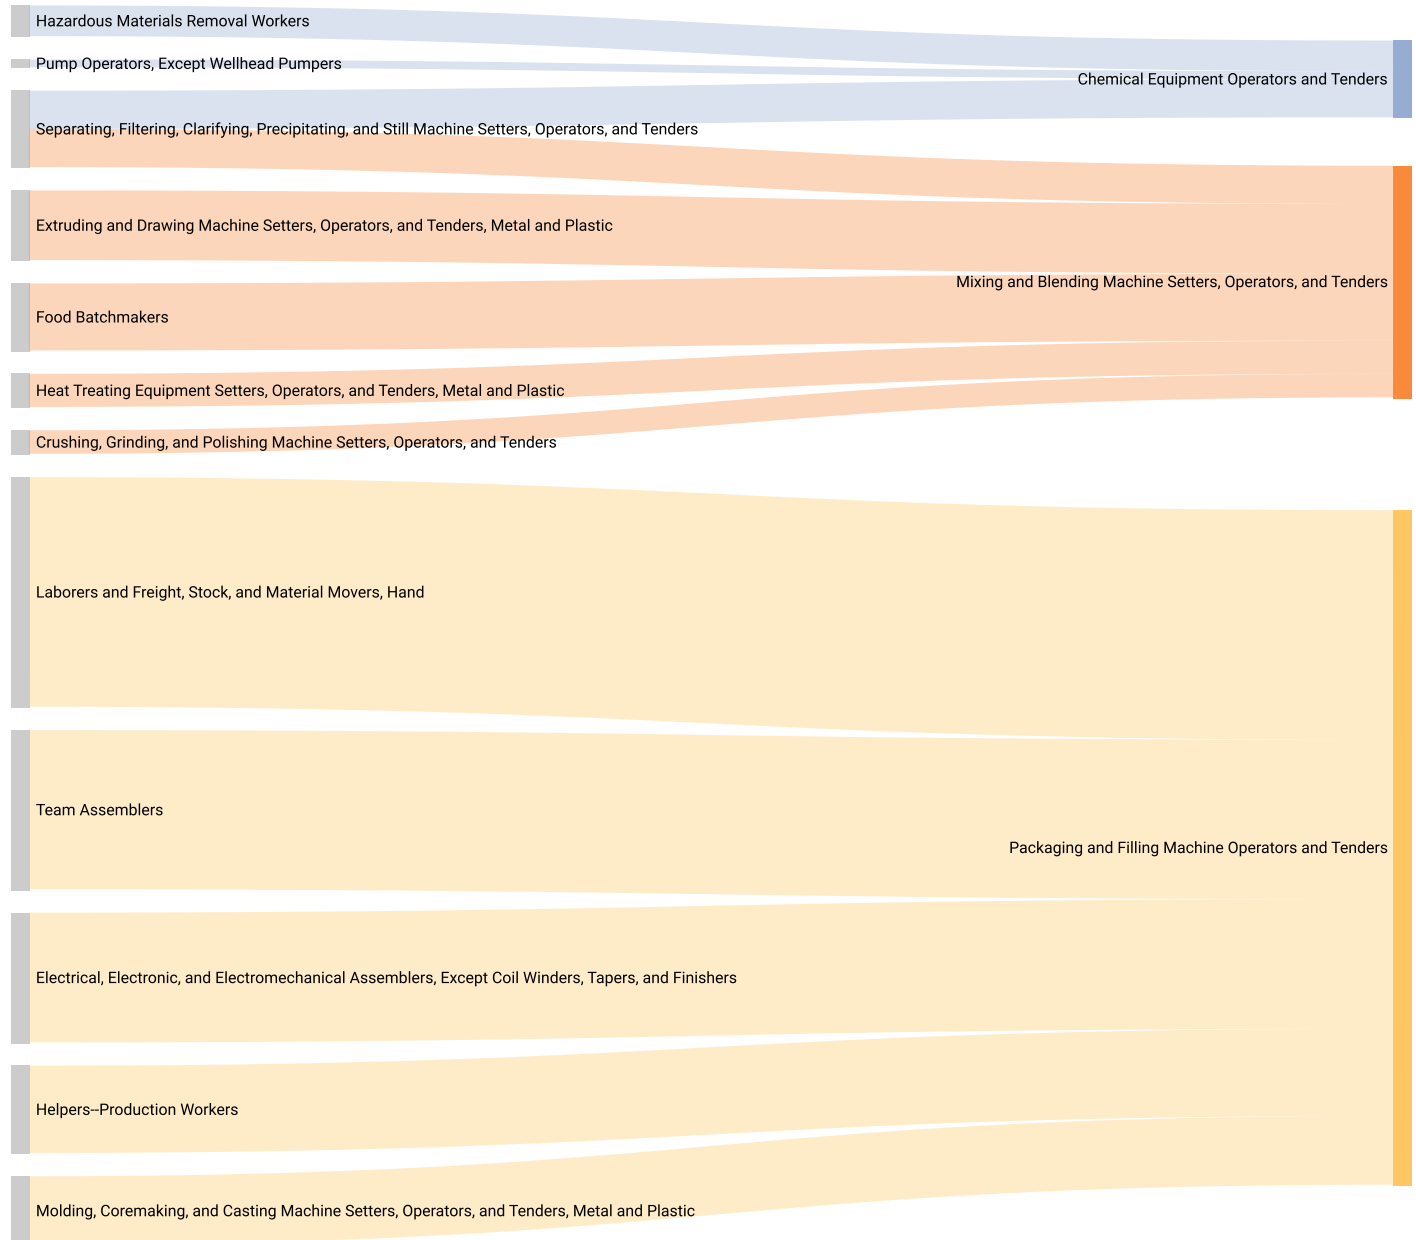 Hazardous Materials Removal Workers
Pump Operators, Except Wellhead Pumpers
Chemical Equipment Operators and Tenders
Separating, Filtering, Clarifying, Precipitating, and Still Machine Setters, Operators, and Tenders
Extruding and Drawing Machine Setters, Operators, and Tenders, Metal and Plastic
Mixing and Blending Machine Setters, Operators, and Tenders
Food Batchmakers
Heat Treating Equipment Setters, Operators, and Tenders, Metal and Plastic
Crushing, Grinding, and Polishing Machine Setters, Operators, and Tenders
Laborers and Freight, Stock, and Material Movers, Hand
Team Assemblers
Packaging and Filling Machine Operators and Tenders
Electrical, Electronic, and Electromechanical Assemblers, Except Coil Winders, Tapers, and Finishers
Helpers--Production Workers
Molding, Coremaking, and Casting Machine Setters, Operators, and Tenders, Metal and Plastic